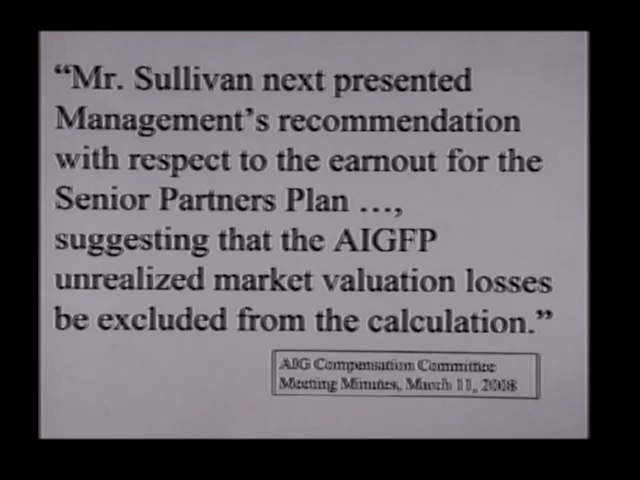 “Mr. Sullivan next presented
Management’s recommendation
with respect to the earnout for the
Senior Partners Plan …,
suggesting that the AIGFP
unrealized market valuation losses
be excluded from the calculation.”
AIG Compensation Committee
Meeting Minutes, March 11, 2008